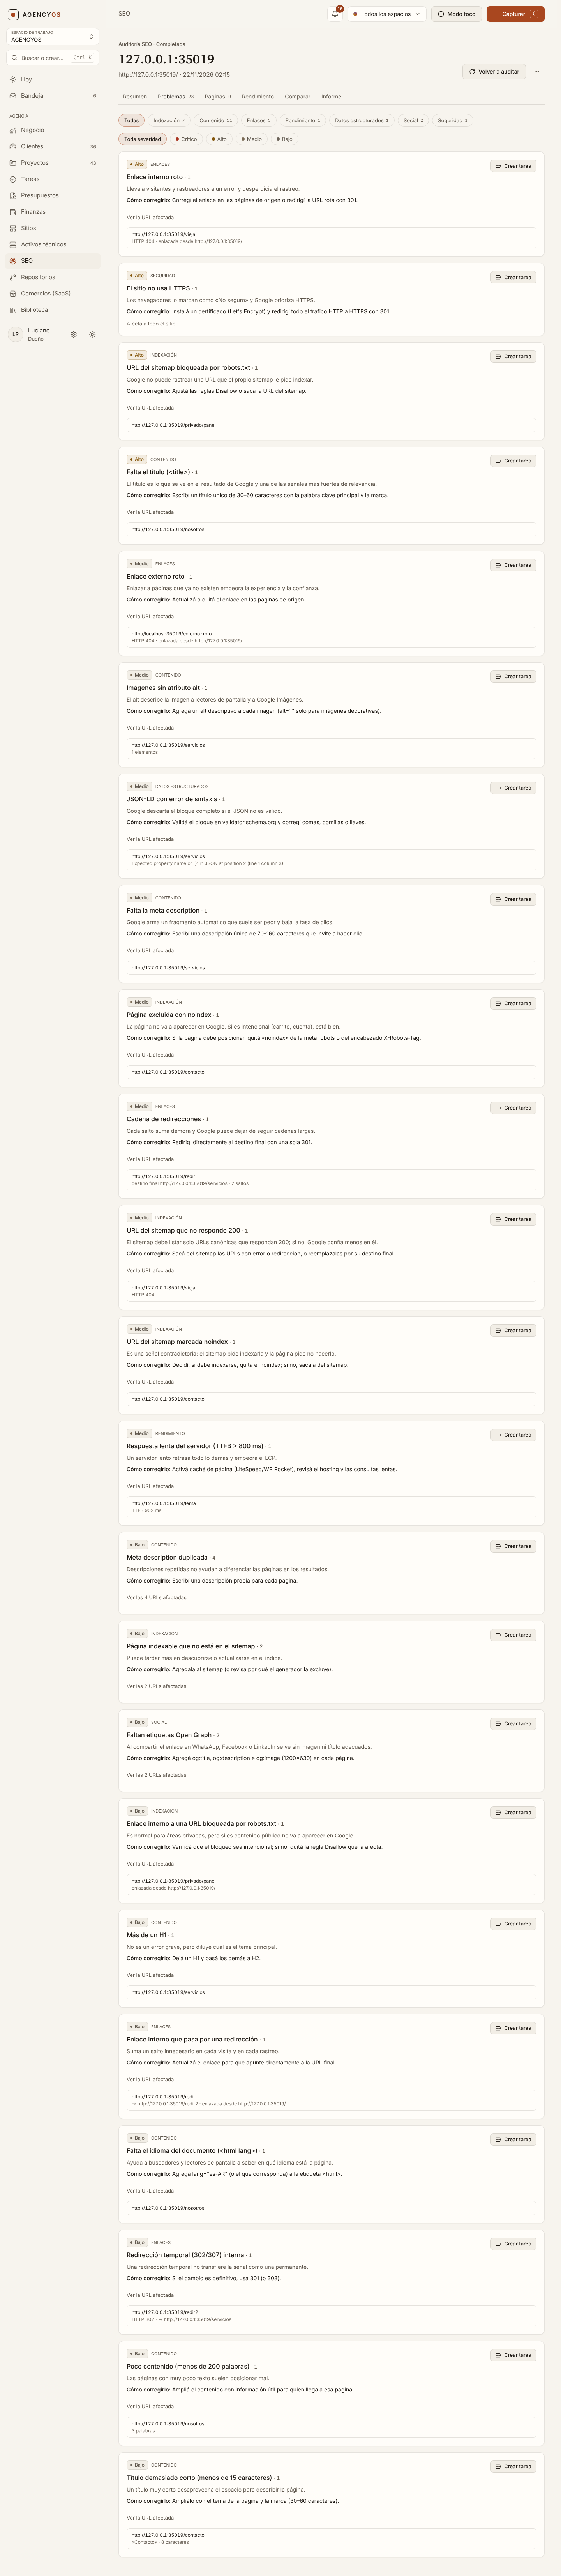 AGENCYOS
ESPACIO DE TRABAJO
AGENCYOS
Buscar o crear... Ctrl K
Hoy
Bandeja 8
AGENCIA
Negocio
Clientes 36
Proyectos 43
Tareas
Presupuestos
Finanzas
Sitios
Activos técnicos
SEO
Repositorios
Comercios (SaaS)
Biblioteca
LR Luciano
Dueño
SEO
Todos los espacios
Modo foco
Capturar C
Auditoría SEO · Completada
127.0.0.1:35019
http://127.0.0.1:35019/ · 22/11/2026 02:15
Volver a auditar
Resumen Problemas 28 Páginas 9 Rendimiento Comparar Informe
Todas Indexación 7 Contenido 11 Enlaces 5 Rendimiento 1 Datos estructurados 1 Social 2 Seguridad 1
Toda severidad Crítico Alto Medio Bajo
Alto ENLACES Crear tarea
Enlace interno roto · 1
Lleva a visitantes y rastreadores a un error y desperdicia el rastreo.
Cómo corregirlo: Corregí el enlace en las páginas de origen o redirigí la URL rota con 301.
Ver la URL afectada
http://127.0.0.1:35019/vieja
HTTP 404 · enlazada desde http://127.0.0.1:35019/
Alto SEGURIDAD Crear tarea
El sitio no usa HTTPS · 1
Los navegadores lo marcan como «No seguro» y Google prioriza HTTPS.
Cómo corregirlo: Instalá un certificado (Let's Encrypt) y redirigí todo el tráfico HTTP a HTTPS con 301.
Afecta a todo el sitio.
Alto INDEXACIÓN Crear tarea
URL del sitemap bloqueada por robots.txt · 1
Google no puede rastrear una URL que el propio sitemap le pide indexar.
Cómo corregirlo: Ajustá las reglas Disallow o sacá la URL del sitemap.
Ver la URL afectada
http://127.0.0.1:35019/privado/panel
Alto CONTENIDO Crear tarea
Falta el título (<title>) · 1
El título es lo que se ve en el resultado de Google y una de las señales más fuertes de relevancia.
Cómo corregirlo: Escribí un título único de 30–60 caracteres con la palabra clave principal y la marca.
Ver la URL afectada
http://127.0.0.1:35019/nosotros
Medio ENLACES Crear tarea
Enlace externo roto · 1
Enlazar a páginas que ya no existen empeora la experiencia y la confianza.
Cómo corregirlo: Actualizá o quitá el enlace en las páginas de origen.
Ver la URL afectada
http://localhost:35019/externo-roto
HTTP 404 · enlazada desde http://127.0.0.1:35019/
Medio CONTENIDO Crear tarea
Imágenes sin atributo alt · 1
El alt describe la imagen a lectores de pantalla y a Google Imágenes.
Cómo corregirlo: Agregá un alt descriptivo a cada imagen (alt="" solo para imágenes decorativas).
Ver la URL afectada
http://127.0.0.1:35019/servicios
1 elementos
Medio DATOS ESTRUCTURADOS Crear tarea
JSON-LD con error de sintaxis · 1
Google descarta el bloque completo si el JSON no es válido.
Cómo corregirlo: Validá el bloque en validator.schema.org y corregí comas, comillas o llaves.
Ver la URL afectada
http://127.0.0.1:35019/servicios
Expected property name or '}' in JSON at position 2 (line 1 column 3)
Medio CONTENIDO Crear tarea
Falta la meta description · 1
Google arma un fragmento automático que suele ser peor y baja la tasa de clics.
Cómo corregirlo: Escribí una descripción única de 70–160 caracteres que invite a hacer clic.
Ver la URL afectada
http://127.0.0.1:35019/servicios
Medio INDEXACIÓN Crear tarea
Página excluida con noindex · 1
La página no va a aparecer en Google. Si es intencional (carrito, cuenta), está bien.
Cómo corregirlo: Si la página debe posicionar, quitá «noindex» de la meta robots o del encabezado X-Robots-Tag.
Ver la URL afectada
http://127.0.0.1:35019/contacto
Medio ENLACES Crear tarea
Cadena de redirecciones · 1
Cada salto suma demora y Google puede dejar de seguir cadenas largas.
Cómo corregirlo: Redirigí directamente al destino final con una sola 301.
Ver la URL afectada
http://127.0.0.1:35019/redir
destino final http://127.0.0.1:35019/servicios · 2 saltos
Medio INDEXACIÓN Crear tarea
URL del sitemap que no responde 200 · 1
El sitemap debe listar solo URLs canónicas que respondan 200; si no, Google confía menos en él.
Cómo corregirlo: Sacá del sitemap las URLs con error o redirección, o reemplazalas por su destino final.
Ver la URL afectada
http://127.0.0.1:35019/vieja
HTTP 404
Medio INDEXACIÓN Crear tarea
URL del sitemap marcada noindex · 1
Es una señal contradictoria: el sitemap pide indexarla y la página pide no hacerlo.
Cómo corregirlo: Decidí: si debe indexarse, quitá el noindex; si no, sacala del sitemap.
Ver la URL afectada
http://127.0.0.1:35019/contacto
Medio RENDIMIENTO Crear tarea
Respuesta lenta del servidor (TTFB > 800 ms) · 1
Un servidor lento retrasa todo lo demás y empeora el LCP.
Cómo corregirlo: Activá caché de página (LiteSpeed/WP Rocket), revisá el hosting y las consultas lentas.
Ver la URL afectada
http://127.0.0.1:35019/lenta
TTFB 902 ms
Bajo CONTENIDO Crear tarea
Meta description duplicada · 4
Descripciones repetidas no ayudan a diferenciar las páginas en los resultados.
Cómo corregirlo: Escribí una descripción propia para cada página.
Ver las 4 URLs afectadas
Bajo INDEXACIÓN Crear tarea
Página indexable que no está en el sitemap · 2
Puede tardar más en descubrirse o actualizarse en el índice.
Cómo corregirlo: Agregala al sitemap (o revisá por qué el generador la excluye).
Ver las 2 URLs afectadas
Bajo SOCIAL Crear tarea
Faltan etiquetas Open Graph · 2
Al compartir el enlace en WhatsApp, Facebook o LinkedIn se ve sin imagen ni título adecuados.
Cómo corregirlo: Agregá og:title, og:description e og:image (1200×630) en cada página.
Ver las 2 URLs afectadas
Bajo INDEXACIÓN Crear tarea
Enlace interno a una URL bloqueada por robots.txt · 1
Es normal para áreas privadas, pero si es contenido público no va a aparecer en Google.
Cómo corregirlo: Verificá que el bloqueo sea intencional; si no, quitá la regla Disallow que la afecta.
Ver la URL afectada
http://127.0.0.1:35019/privado/panel
enlazada desde http://127.0.0.1:35019/
Bajo CONTENIDO Crear tarea
Más de un H1 · 1
No es un error grave, pero diluye cuál es el tema principal.
Cómo corregirlo: Dejá un H1 y pasá los demás a H2.
Ver la URL afectada
http://127.0.0.1:35019/servicios
Bajo ENLACES Crear tarea
Enlace interno que pasa por una redirección · 1
Suma un salto innecesario en cada visita y en cada rastreo.
Cómo corregirlo: Actualizá el enlace para que apunte directamente a la URL final.
Ver la URL afectada
http://127.0.0.1:35019/redir
→ http://127.0.0.1:35019/redir2 · enlazada desde http://127.0.0.1:35019/
Bajo CONTENIDO Crear tarea
Falta el idioma del documento (<html lang>) · 1
Ayuda a buscadores y lectores de pantalla a saber en qué idioma está la página.
Cómo corregirlo: Agregá lang="es-AR" (o el que corresponda) a la etiqueta <html>.
Ver la URL afectada
http://127.0.0.1:35019/nosotros
Bajo ENLACES Crear tarea
Redirección temporal (302/307) interna · 1
Una redirección temporal no transfiere la señal como una permanente.
Cómo corregirlo: Si el cambio es definitivo, usá 301 (o 308).
Ver la URL afectada
http://127.0.0.1:35019/redir2
HTTP 302 · → http://127.0.0.1:35019/servicios
Bajo CONTENIDO Crear tarea
Poco contenido (menos de 200 palabras) · 1
Las páginas con muy poco texto suelen posicionar mal.
Cómo corregirlo: Ampliá el contenido con información útil para quien llega a esa página.
Ver la URL afectada
http://127.0.0.1:35019/nosotros
3 palabras
Bajo CONTENIDO Crear tarea
Título demasiado corto (menos de 15 caracteres) · 1
Un título muy corto desaprovecha el espacio para describir la página.
Cómo corregirlo: Ampliálo con el tema de la página y la marca (30–60 caracteres).
Ver la URL afectada
http://127.0.0.1:35019/contacto
«Contacto» · 8 caracteres